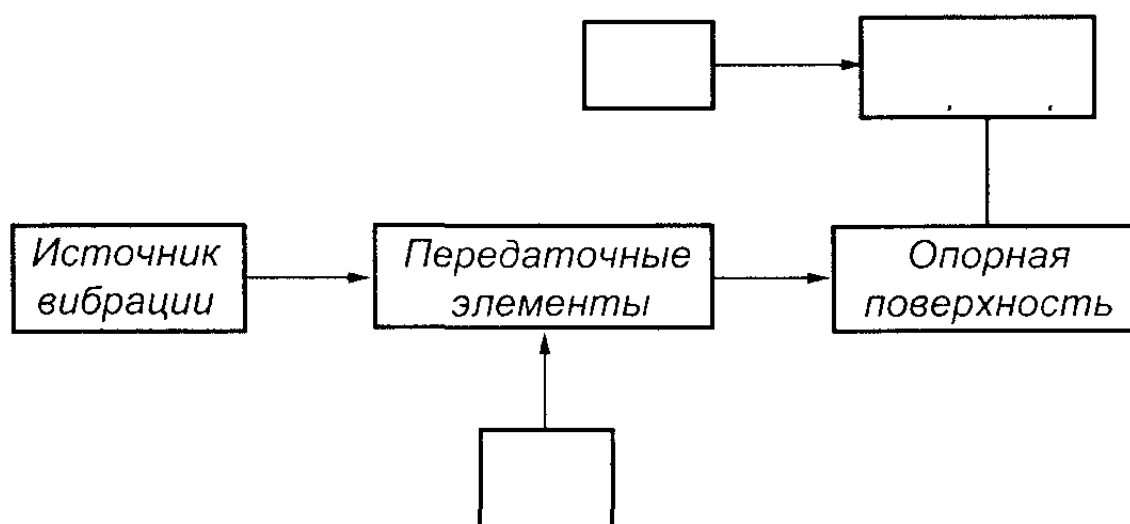 Источник
вибрации
Передаточные
элементы
Опорная
поверхность